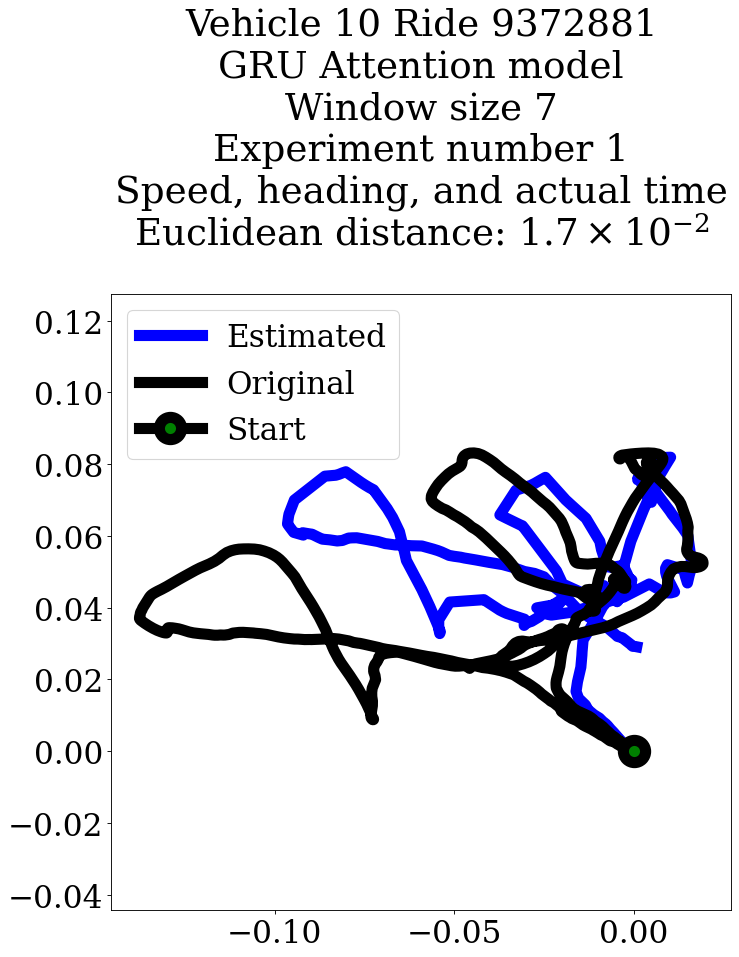 Vehicle 10 Ride 9372881
GRU Attention model
Window size 7
Experiment number 1
Speed, heading, and actual time
Euclidean distance: 1.7 × 10⁻²
Estimated
Original
Start
0.12
0.10
0.08
0.06
0.04
0.02
0.00
−0.02
−0.04
−0.10
−0.05
0.00